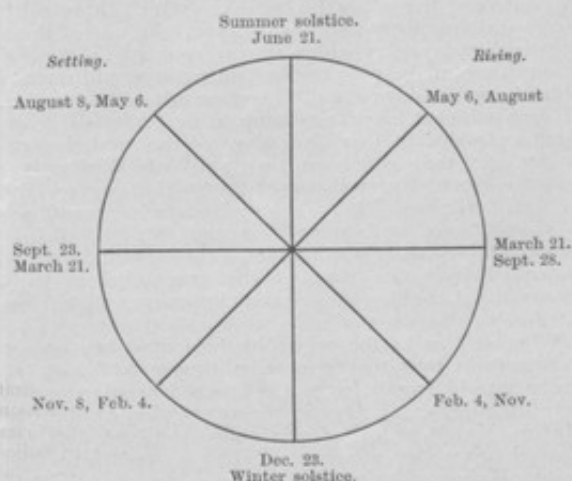 Summer solstice.
June 21.
Setting.
Rising.
August 8, May 6.
May 6, August
Sept. 23.
March 21.
March 21.
Sept. 28.
Nov. 8, Feb. 4.
Feb. 4, Nov.
Dec. 23.
Winter solstice.